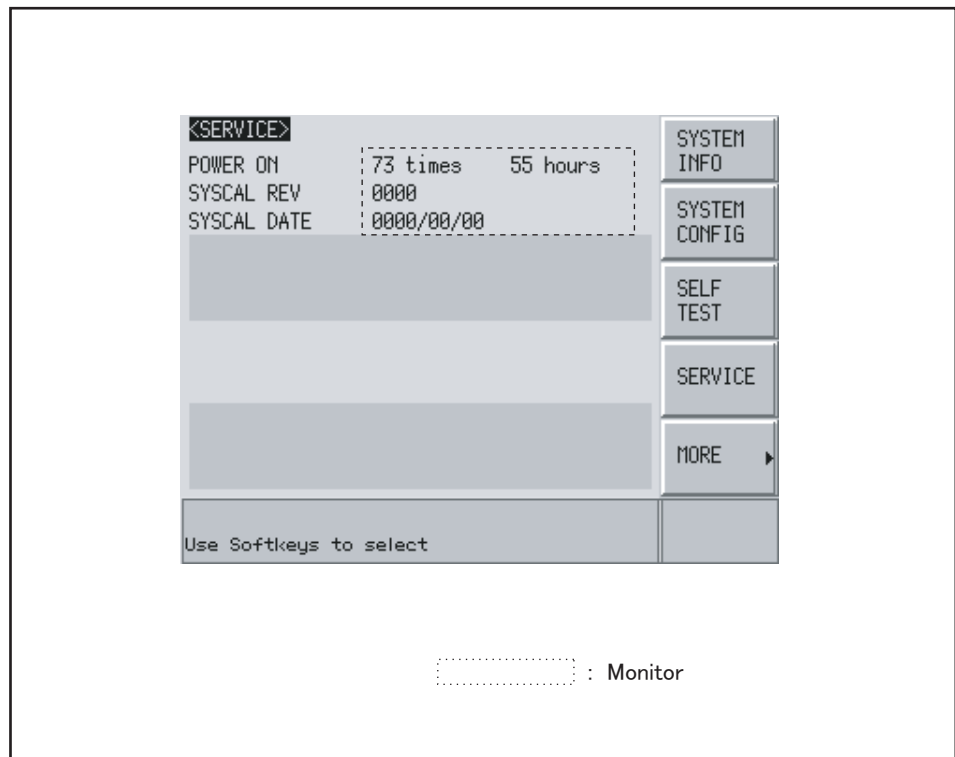 <SERVICE>
POWER ON 73 times 55 hours
SYSCAL REV 0000
SYSCAL DATE 0000/00/00
SYSTEM
INFO
SYSTEM
CONFIG
SELF
TEST
SERVICE
MORE
Use Softkeys to select
: Monitor